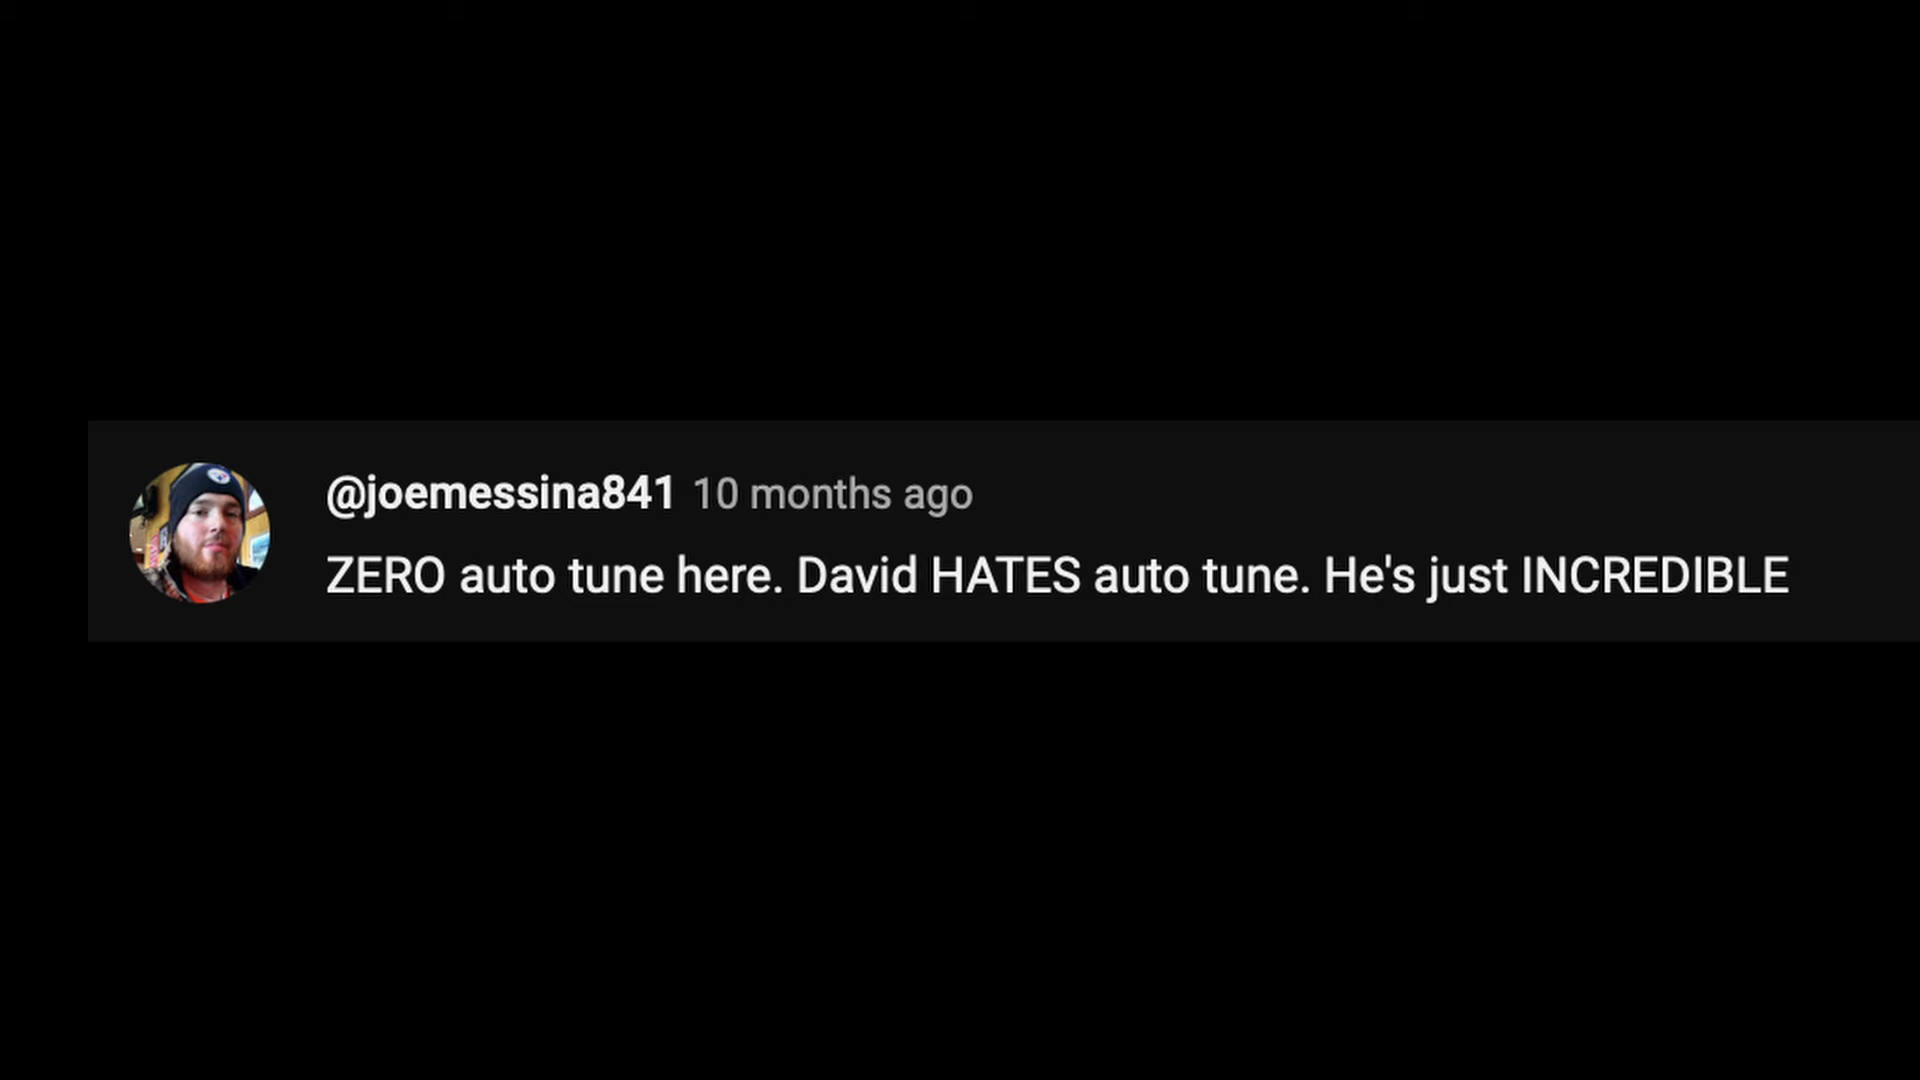 @joemessina841 10 months ago
ZERO auto tune here. David HATES auto tune. He's just INCREDIBLE